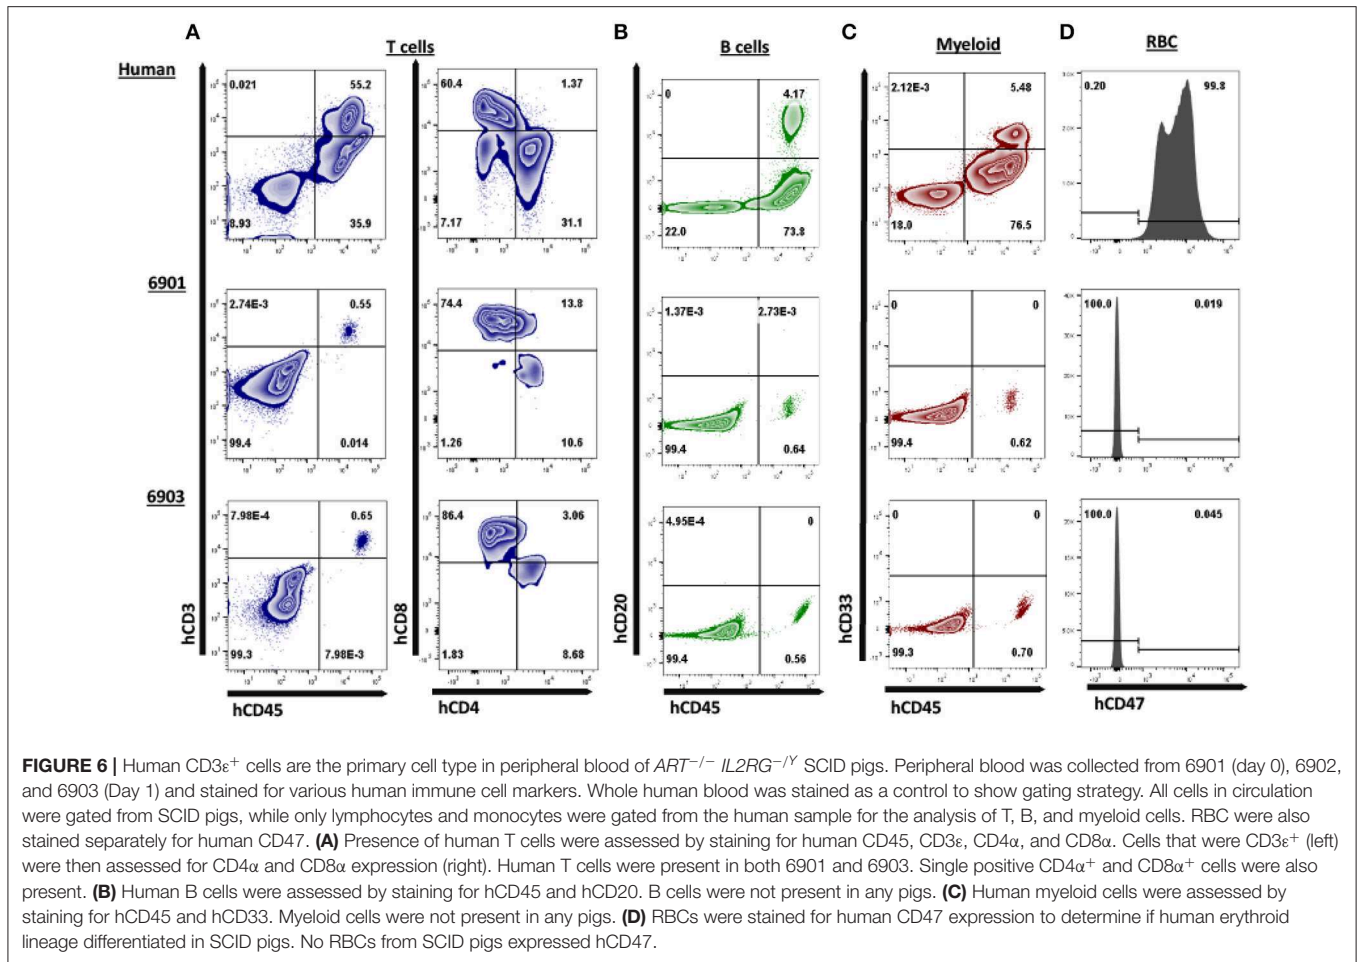 A
B
C
D
T cells
B cells
Myeloid
RBC
Human
0.021
55.2
8.93
35.9
60.4
1.37
7.17
31.1
0
4.17
22.0
73.8
2.12E-3
5.48
18.0
76.5
0.20
99.8
6901
2.74E-3
0.55
99.4
0.014
74.4
13.8
1.26
10.6
1.37E-3
2.73E-3
99.4
0.64
0
0
99.4
0.62
100.0
0.019
6903
7.98E-4
0.65
99.3
7.98E-3
86.4
3.06
1.83
8.68
4.95E-4
0
99.4
0.56
0
0
99.3
0.70
100.0
0.045
hCD3
hCD8
hCD20
hCD33
hCD45
hCD4
hCD45
hCD45
hCD47
FIGURE 6 | Human CD3ε+ cells are the primary cell type in peripheral blood of ART−/− IL2RG−/Y SCID pigs. Peripheral blood was collected from 6901 (day 0), 6902,
and 6903 (Day 1) and stained for various human immune cell markers. Whole human blood was stained as a control to show gating strategy. All cells in circulation
were gated from SCID pigs, while only lymphocytes and monocytes were gated from the human sample for the analysis of T, B, and myeloid cells. RBC were also
stained separately for human CD47. (A) Presence of human T cells were assessed by staining for human CD45, CD3ε, CD4α, and CD8α. Cells that were CD3ε+ (left)
were then assessed for CD4α and CD8α expression (right). Human T cells were present in both 6901 and 6903. Single positive CD4α+ and CD8α+ cells were also
present. (B) Human B cells were assessed by staining for hCD45 and hCD20. B cells were not present in any pigs. (C) Human myeloid cells were assessed by
staining for hCD45 and hCD33. Myeloid cells were not present in any pigs. (D) RBCs were stained for human CD47 expression to determine if human erythroid
lineage differentiated in SCID pigs. No RBCs from SCID pigs expressed hCD47.